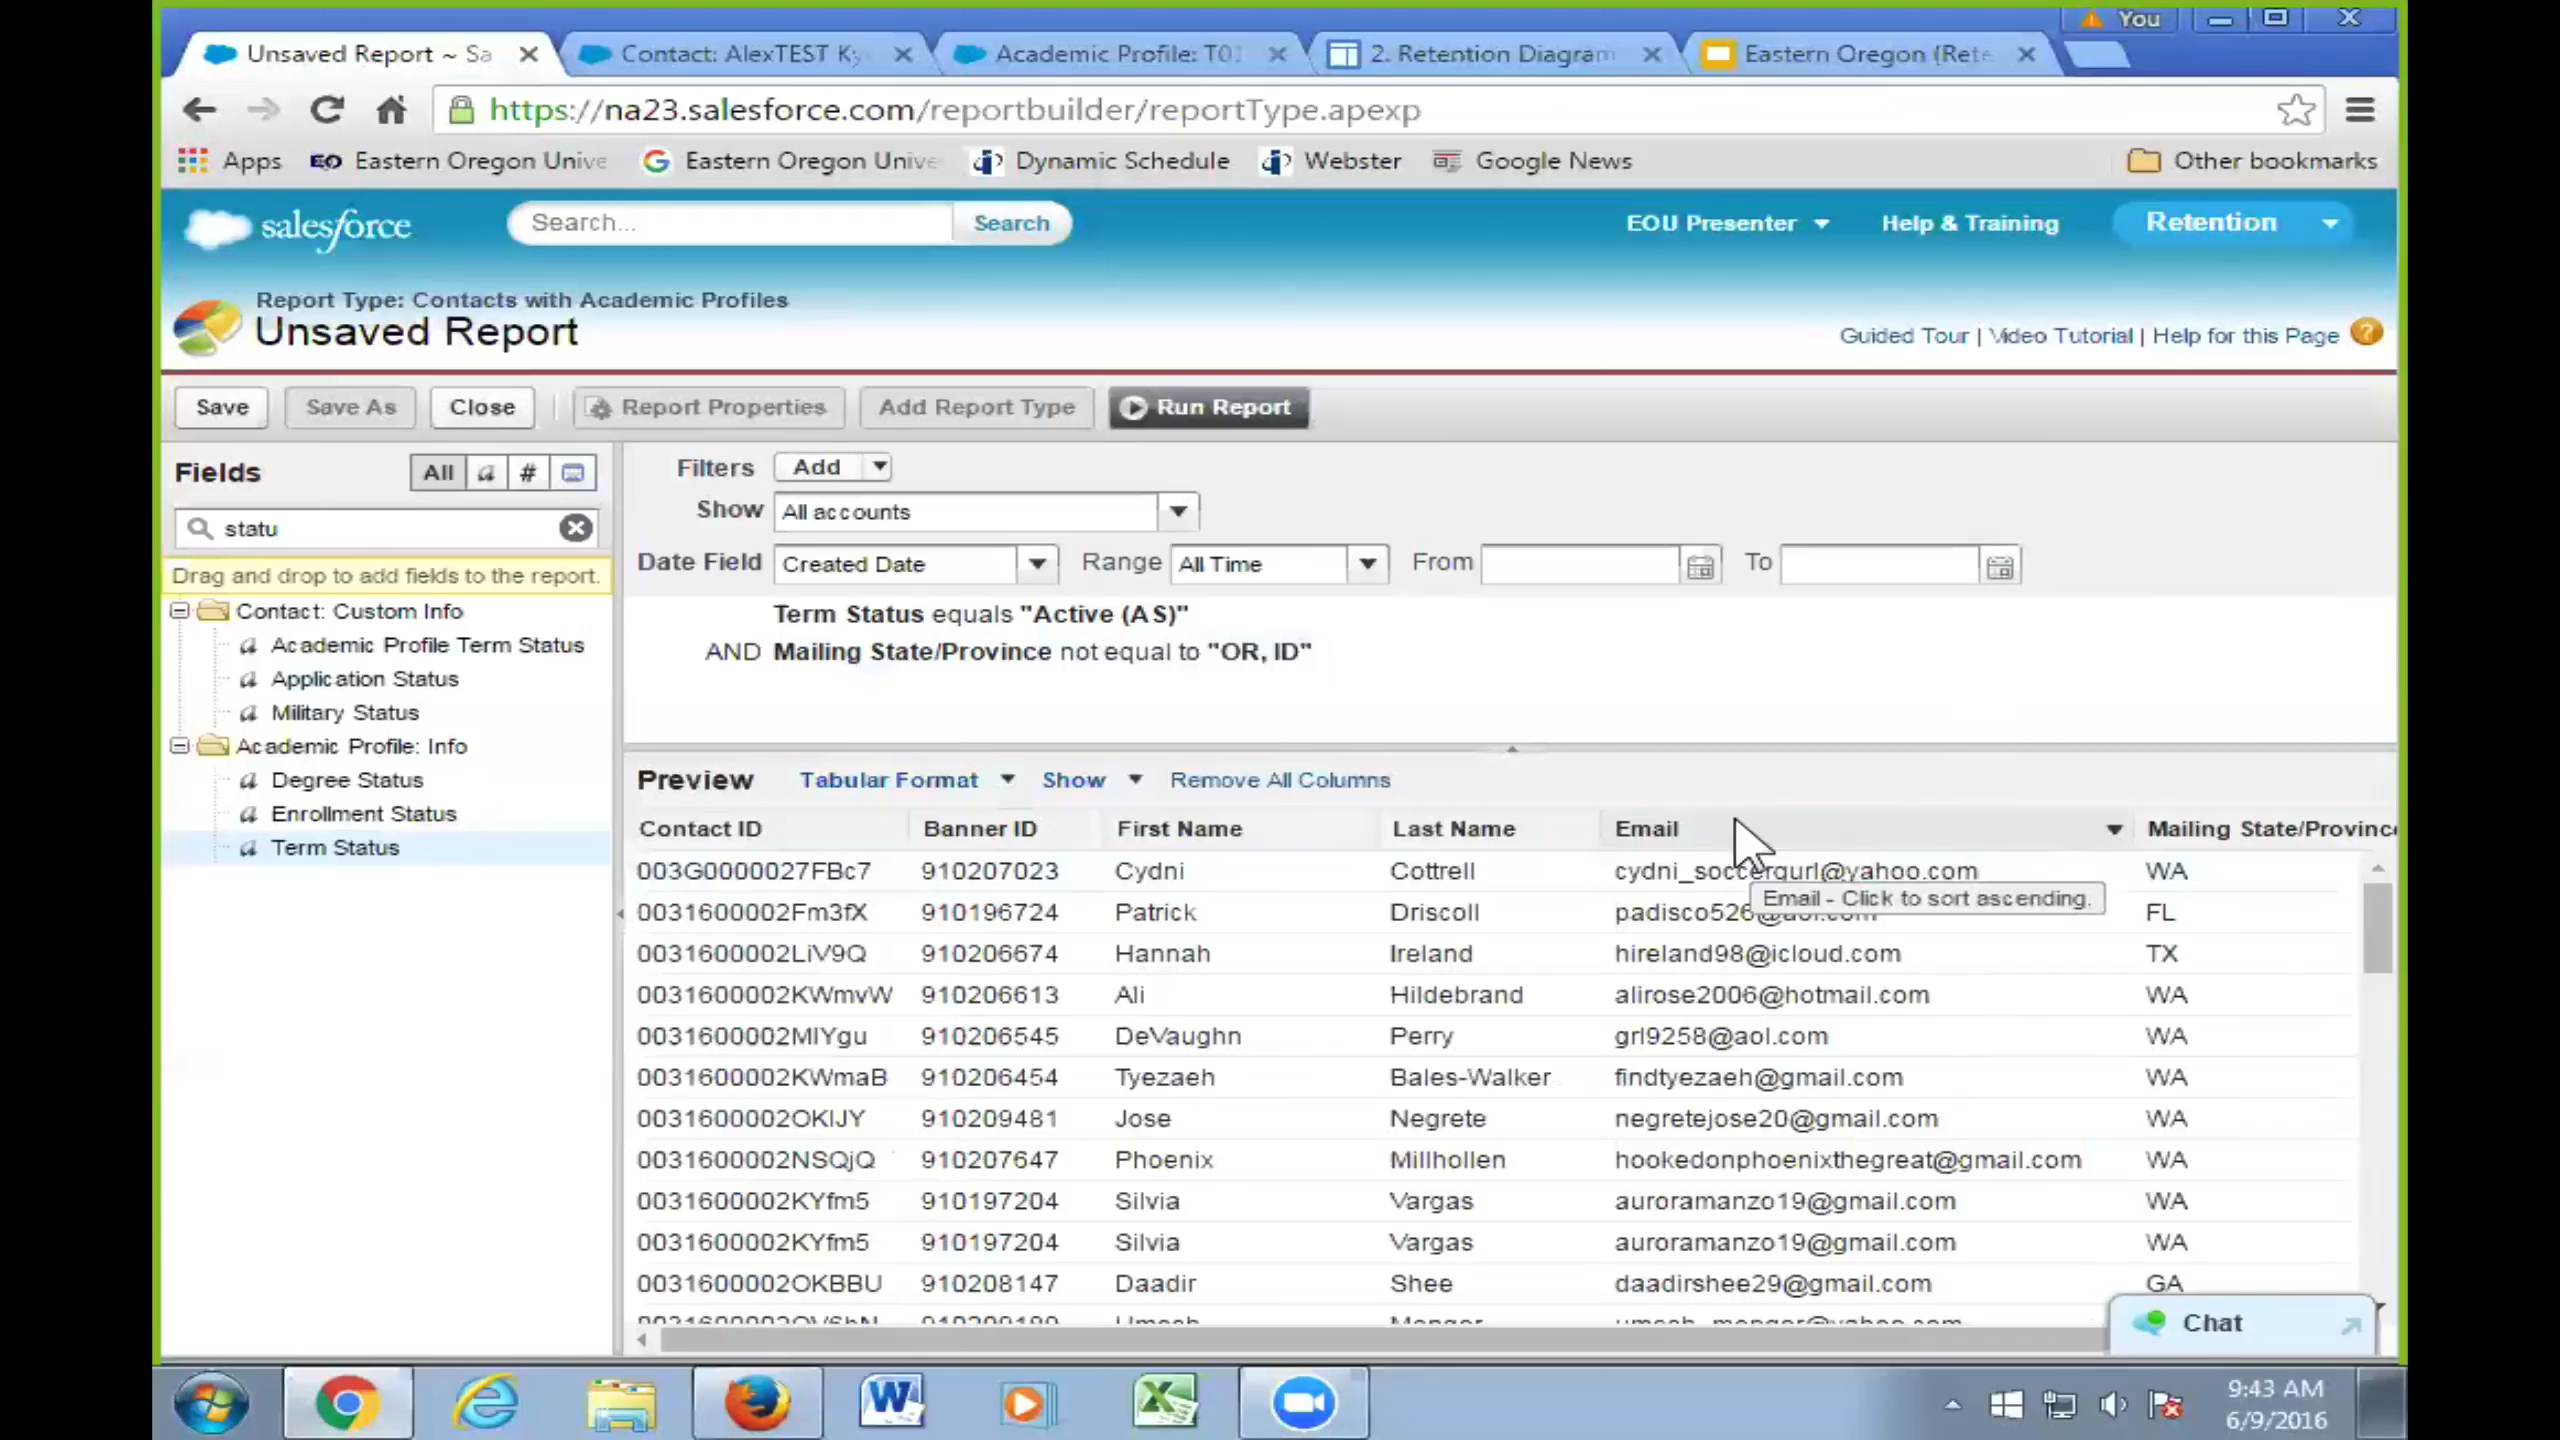 You
Unsaved Report ~ Sa
Contact: AlexTEST Ky
Academic Profile: T01
2. Retention Diagram
Eastern Oregon (Rete
https://na23.salesforce.com/reportbuilder/reportType.apexp
Apps
EO Eastern Oregon Unive
Eastern Oregon Unive
Dynamic Schedule
Webster
Google News
Other bookmarks
salesforce
Search...
Search
EOU Presenter
Help & Training
Retention
Report Type: Contacts with Academic Profiles
Unsaved Report
Guided Tour | Video Tutorial | Help for this Page ?
Save
Save As
Close
Report Properties
Add Report Type
Run Report
Fields
All
a
#
statu
Drag and drop to add fields to the report.
Contact: Custom Info
a Academic Profile Term Status
a Application Status
a Military Status
Academic Profile: Info
a Degree Status
a Enrollment Status
a Term Status
Filters Add
Show All accounts
Date Field Created Date Range All Time From To
Term Status equals "Active (AS)"
AND Mailing State/Province not equal to "OR, ID"
Preview Tabular Format Show Remove All Columns
Contact ID Banner ID First Name Last Name Email Mailing State/Province
003G0000027FBc7 910207023 Cydni Cottrell cydni_soccergurl@yahoo.com WA
Email - Click to sort ascending.
0031600002Fm3fX 910196724 Patrick Driscoll padisco526@aol.com FL
0031600002LiV9Q 910206674 Hannah Ireland hireland98@icloud.com TX
0031600002KWmvW 910206613 Ali Hildebrand alirose2006@hotmail.com WA
0031600002MIYgu 910206545 DeVaughn Perry grl9258@aol.com WA
0031600002KWmaB 910206454 Tyezaeh Bales-Walker findtyezaeh@gmail.com WA
0031600002OKIJY 910209481 Jose Negrete negretejose20@gmail.com WA
0031600002NSQjQ 910207647 Phoenix Millhollen hookedonphoenixthegreat@gmail.com WA
0031600002KYfm5 910197204 Silvia Vargas auroramanzo19@gmail.com WA
0031600002KYfm5 910197204 Silvia Vargas auroramanzo19@gmail.com WA
0031600002OKBBU 910208147 Daadir Shee daadirshee29@gmail.com GA
Chat
9:43 AM
6/9/2016